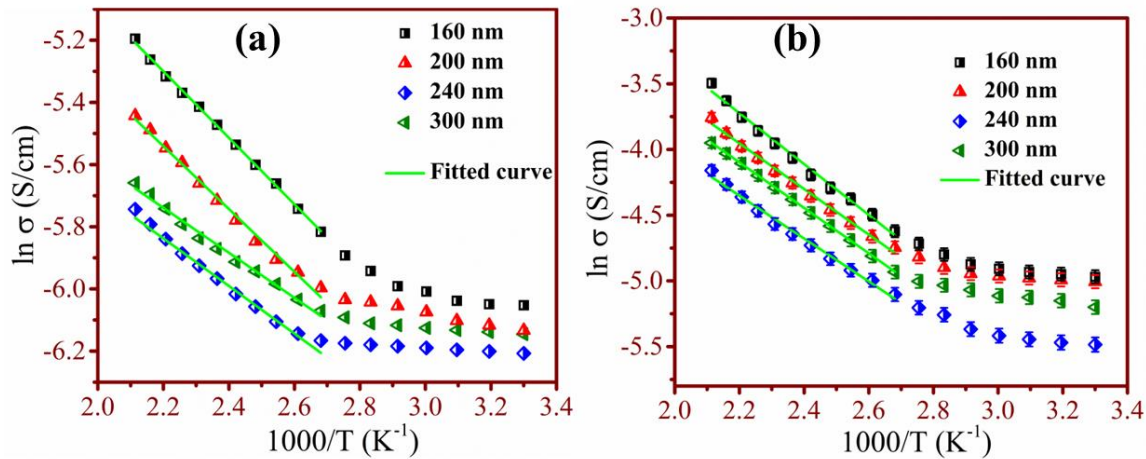 (a)
160 nm
200 nm
240 nm
300 nm
Fitted curve
ln σ (S/cm)
-5.2
-5.4
-5.6
-5.8
-6.0
-6.2
2.0 2.2 2.4 2.6 2.8 3.0 3.2 3.4
1000/T (K⁻¹)
(b)
160 nm
200 nm
240 nm
300 nm
Fitted curve
ln σ (S/cm)
-3.0
-3.5
-4.0
-4.5
-5.0
-5.5
2.0 2.2 2.4 2.6 2.8 3.0 3.2 3.4
1000/T (K⁻¹)